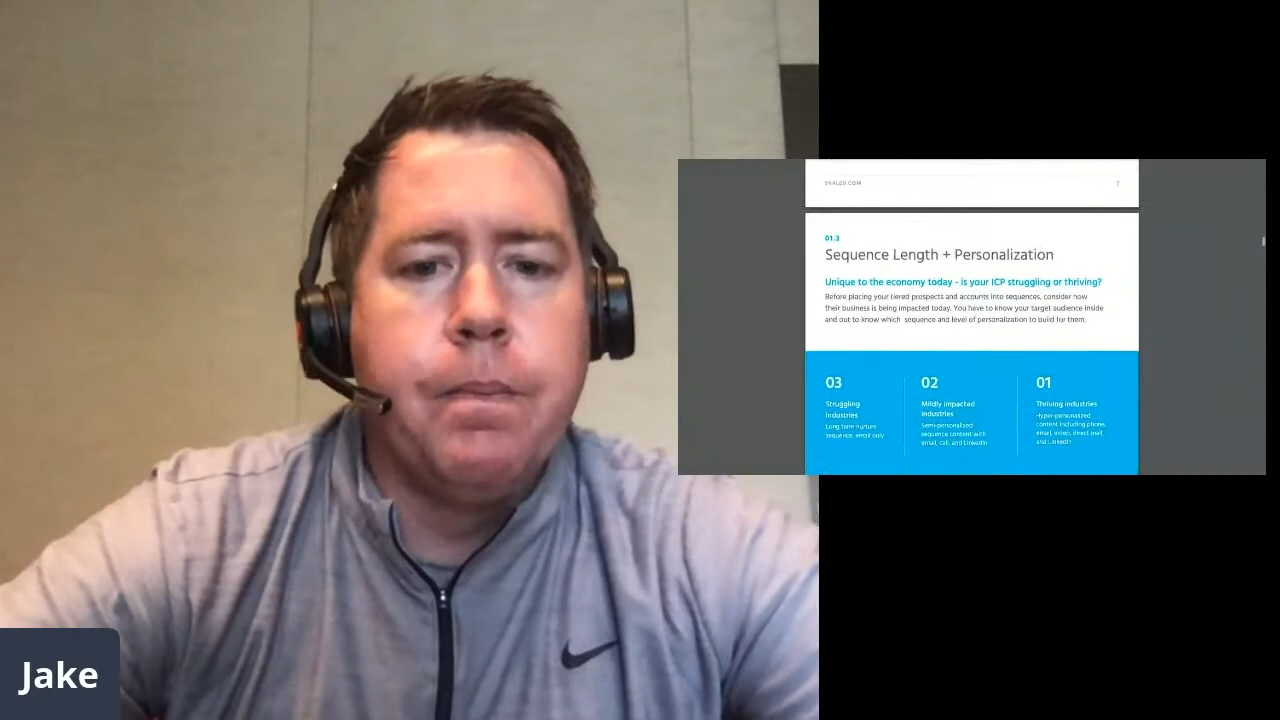 SKALED.COM
7
01.3
Sequence Length + Personalization
Unique to the economy today - is your ICP struggling or thriving?
Before placing your tiered prospects and accounts into sequences, consider how
their business is being impacted today. You have to know your target audience inside
and out to know which sequence and level of personalization to build for them.
03
Struggling
industries
Long term nurture
sequence: email only
02
Mildly impacted
industries
Semi-personalized
sequence content with
email, call, and LinkedIn
01
Thriving industries
Hyper-personalized
content including phone,
email, video, direct mail,
and LinkedIn
Jake